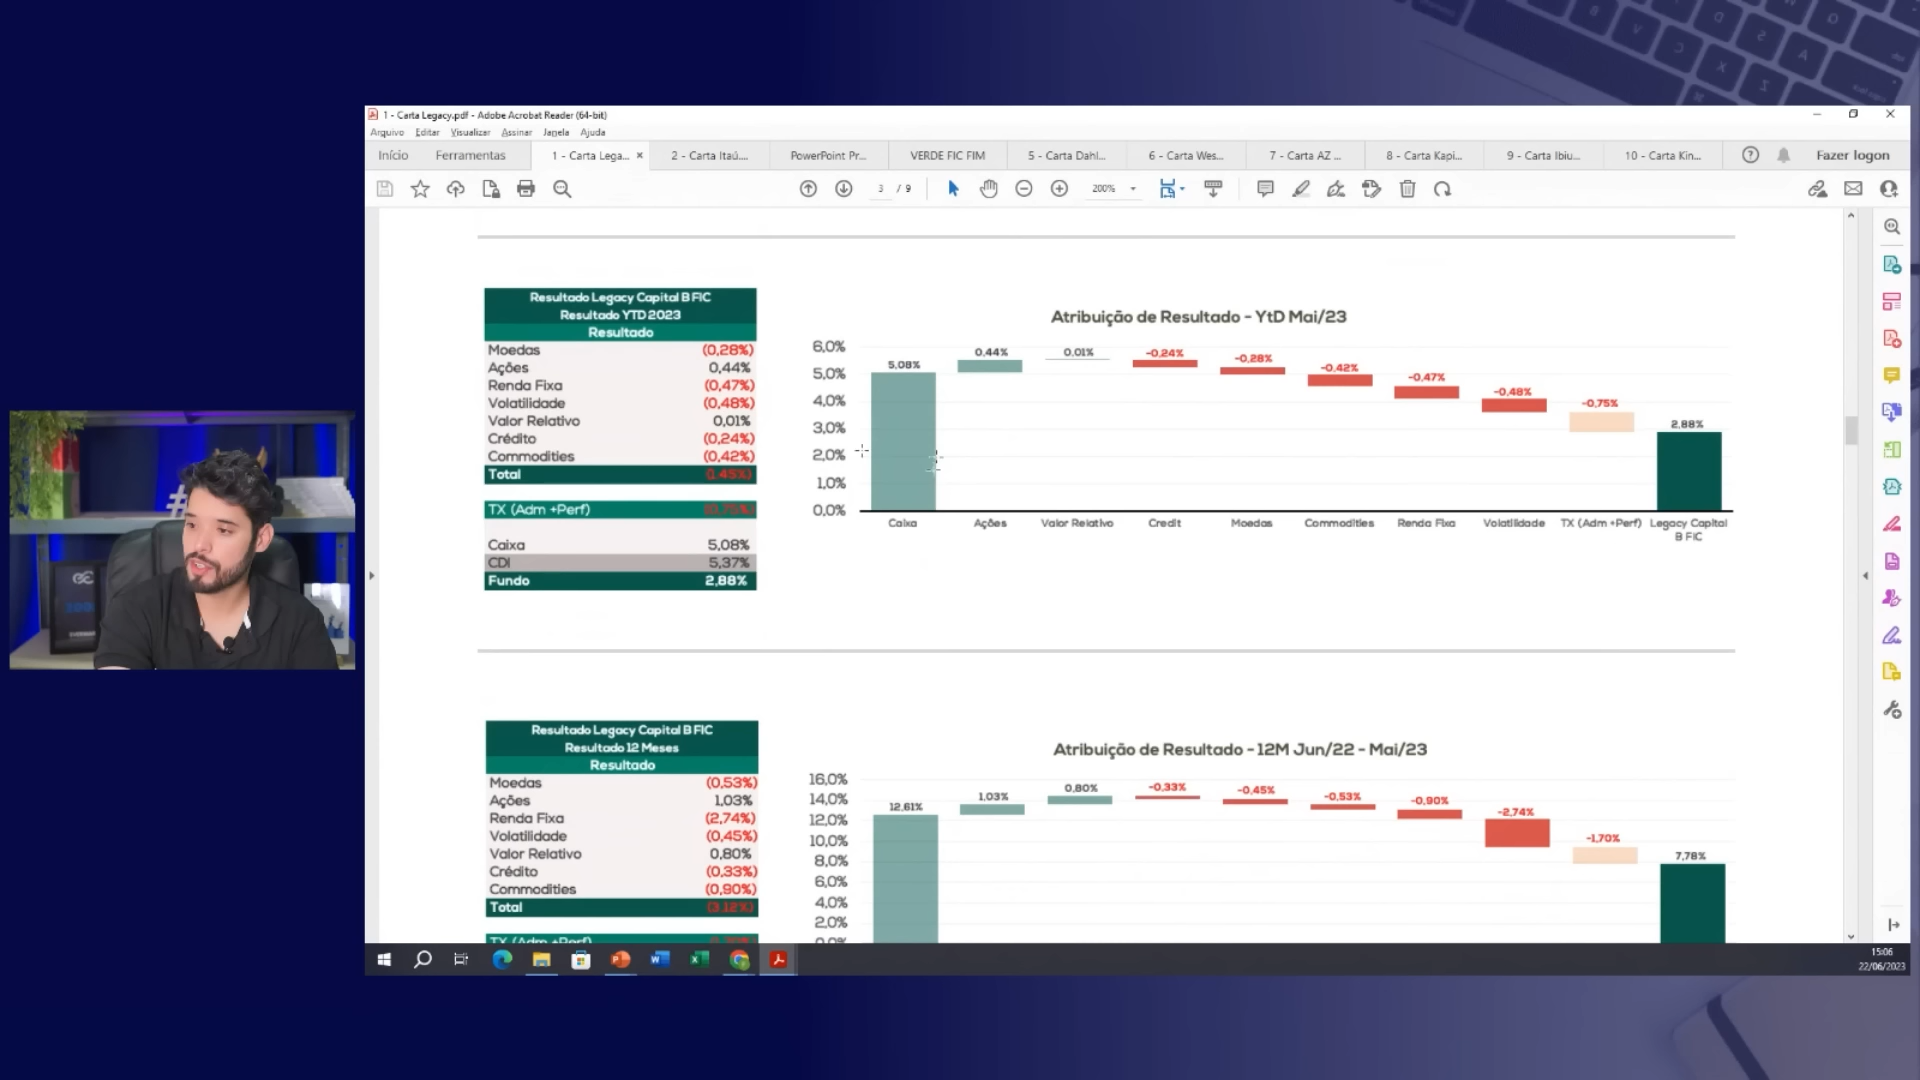 1 - Carta Legacy.pdf - Adobe Acrobat Reader (64-bit)
Arquivo Editar Visualizar Assinar Janela Ajuda
Início Ferramentas 1 - Carta Lega... × 2 - Carta Itaú,... PowerPoint Pr... VERDE FIC FIM 5 - Carta Dahl... 6 - Carta Wes... 7 - Carta AZ ... 8 - Carta Kapi... 9 - Carta Ibiu... 10 - Carta Kin... Fazer logon
3 / 9 200%
Resultado Legacy Capital B FIC
Resultado YTD 2023
Resultado
Moedas (0,28%)
Ações 0,44%
Renda Fixa (0,47%)
Volatilidade (0,48%)
Valor Relativo 0,01%
Crédito (0,24%)
Commodities (0,42%)
Total (1,45%)
TX (Adm +Perf) (0,75%)
Caixa 5,08%
CDI 5,37%
Fundo 2,88%
Atribuição de Resultado - YtD Mai/23
6,0%
5,0%
4,0%
3,0%
2,0%
1,0%
0,0%
5,08% 0,44% 0,01% -0,24% -0,28% -0,42% -0,47% -0,48% -0,75% 2,88%
Caixa Ações Valor Relativo Credit Moedas Commodities Renda Fixa Volatilidade TX (Adm +Perf) Legacy Capital
B FIC
Resultado Legacy Capital B FIC
Resultado 12 Meses
Resultado
Moedas (0,53%)
Ações 1,03%
Renda Fixa (2,74%)
Volatilidade (0,45%)
Valor Relativo 0,80%
Crédito (0,33%)
Commodities (0,90%)
Total (3,12%)
TX (Adm +Perf)
Atribuição de Resultado - 12M Jun/22 - Mai/23
16,0%
14,0%
12,0%
10,0%
8,0%
6,0%
4,0%
2,0%
0,0%
12,61% 1,03% 0,80% -0,33% -0,45% -0,53% -0,90% -2,74% -1,70% 7,78%
15:06
22/06/2023